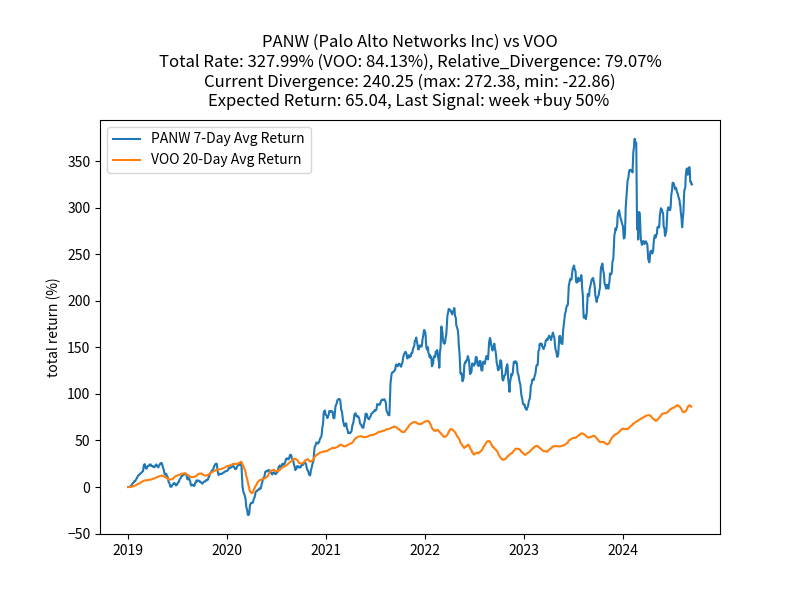 PANW (Palo Alto Networks Inc) vs VOO
Total Rate: 327.99% (VOO: 84.13%), Relative_Divergence: 79.07%
Current Divergence: 240.25 (max: 272.38, min: -22.86)
Expected Return: 65.04, Last Signal: week +buy 50%
PANW 7-Day Avg Return
VOO 20-Day Avg Return
total return (%)
350
300
250
200
150
100
50
0
−50
2019 2020 2021 2022 2023 2024